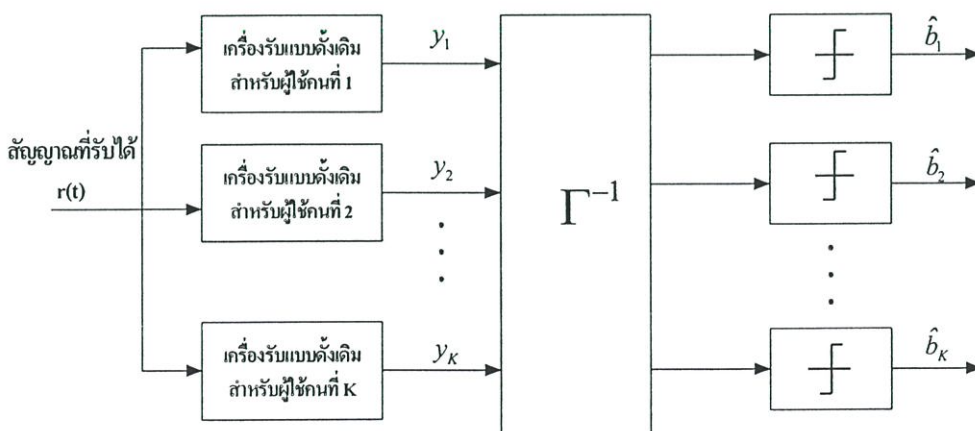 เครื่องรับแบบดั้งเดิม
สำหรับผู้ใช้คนที่ 1
y₁
b̂₁
สัญญาณที่รับได้
r(t)
เครื่องรับแบบดั้งเดิม
สำหรับผู้ใช้คนที่ 2
y₂
Γ⁻¹
b̂₂
เครื่องรับแบบดั้งเดิม
สำหรับผู้ใช้คนที่ K
y_K
b̂_K